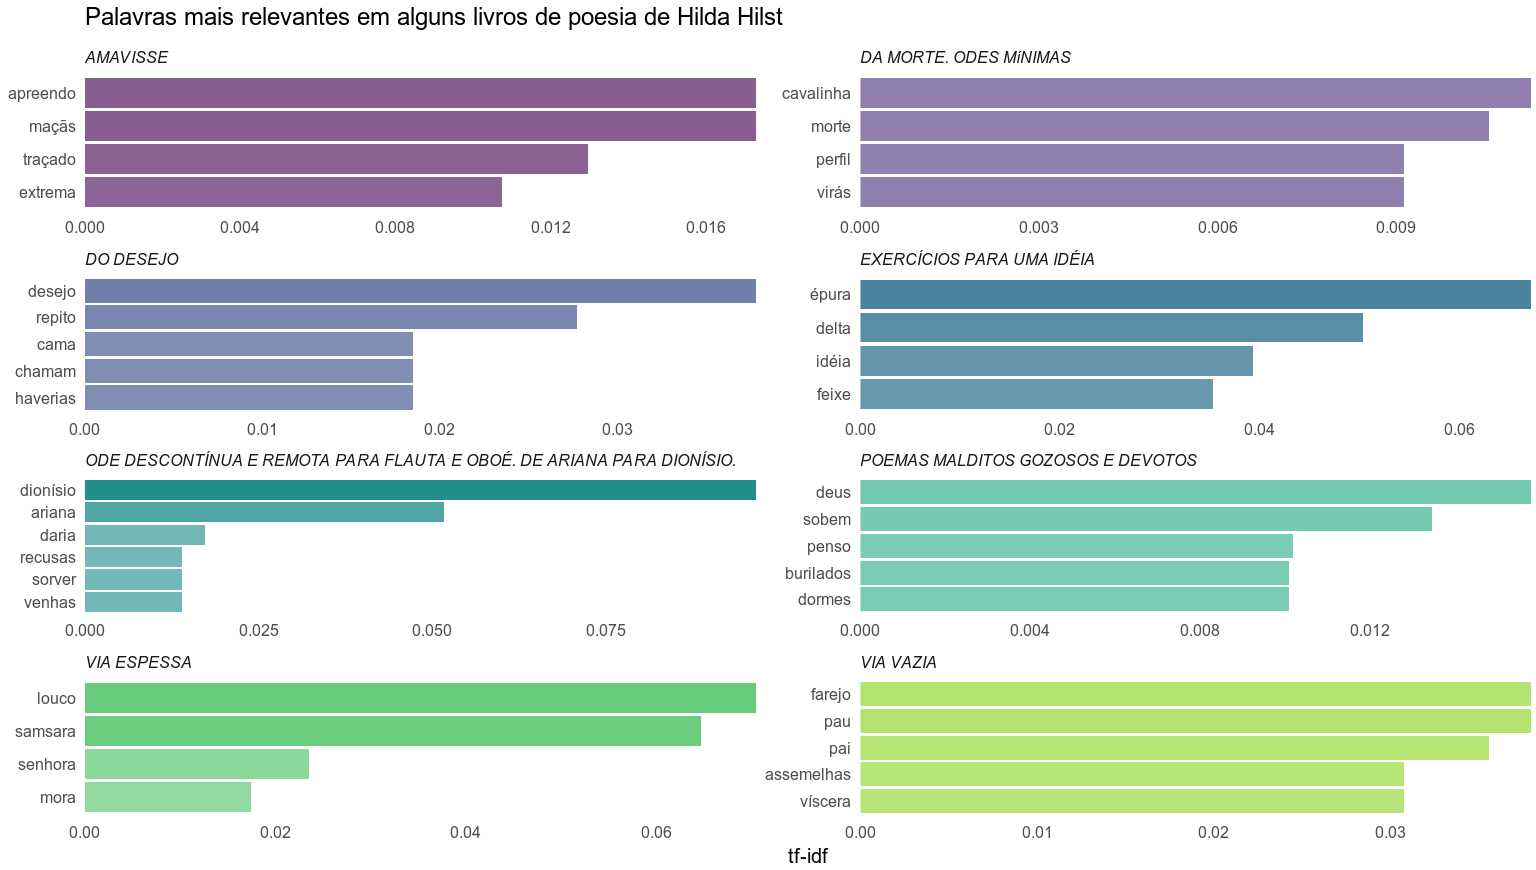 Palavras mais relevantes em alguns livros de poesia de Hilda Hilst
AMAVISSE
apreendo
maçãs
traçado
extrema
0.000 0.004 0.008 0.012 0.016
DA MORTE. ODES MíNIMAS
cavalinha
morte
perfil
virás
0.000 0.003 0.006 0.009
DO DESEJO
desejo
repito
cama
chamam
haverias
0.00 0.01 0.02 0.03
EXERCÍCIOS PARA UMA IDÉIA
épura
delta
idéia
feixe
0.00 0.02 0.04 0.06
ODE DESCONTÍNUA E REMOTA PARA FLAUTA E OBOÉ. DE ARIANA PARA DIONÍSIO.
dionísio
ariana
daria
recusas
sorver
venhas
0.000 0.025 0.050 0.075
POEMAS MALDITOS GOZOSOS E DEVOTOS
deus
sobem
penso
burilados
dormes
0.000 0.004 0.008 0.012
VIA ESPESSA
louco
samsara
senhora
mora
0.00 0.02 0.04 0.06
VIA VAZIA
farejo
pau
pai
assemelhas
víscera
0.00 0.01 0.02 0.03
tf-idf